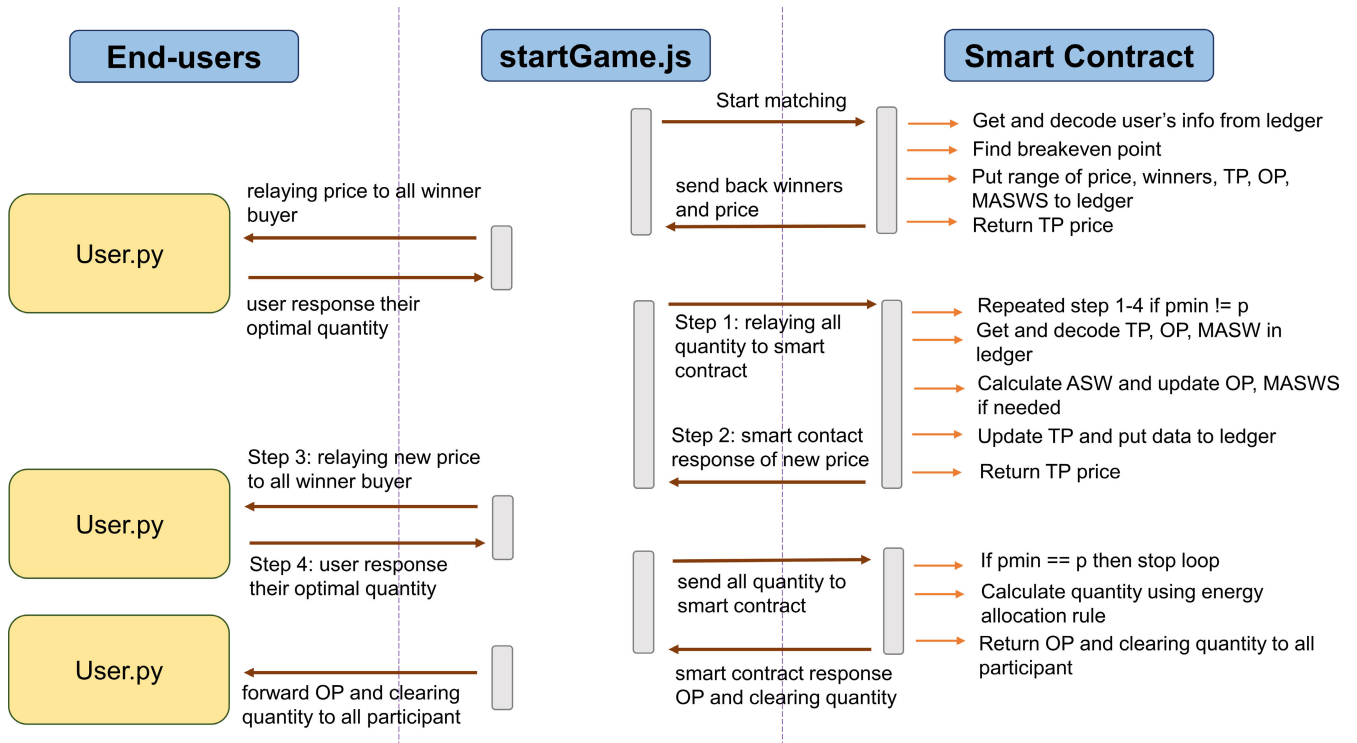 End-users
startGame.js
Smart Contract
Start matching
Get and decode user's info from ledger
Find breakeven point
Put range of price, winners, TP, OP,
MASWS to ledger
Return TP price
send back winners
and price
relaying price to all winner
buyer
User.py
user response their
optimal quantity
Step 1: relaying all
quantity to smart
contract
Repeated step 1-4 if pmin != p
Get and decode TP, OP, MASW in
ledger
Calculate ASW and update OP, MASWS
if needed
Update TP and put data to ledger
Return TP price
Step 2: smart contact
response of new price
Step 3: relaying new price
to all winner buyer
User.py
Step 4: user response
their optimal quantity
send all quantity to
smart contract
If pmin == p then stop loop
Calculate quantity using energy
allocation rule
Return OP and clearing quantity to all
participant
smart contract response
OP and clearing quantity
User.py
forward OP and clearing
quantity to all participant